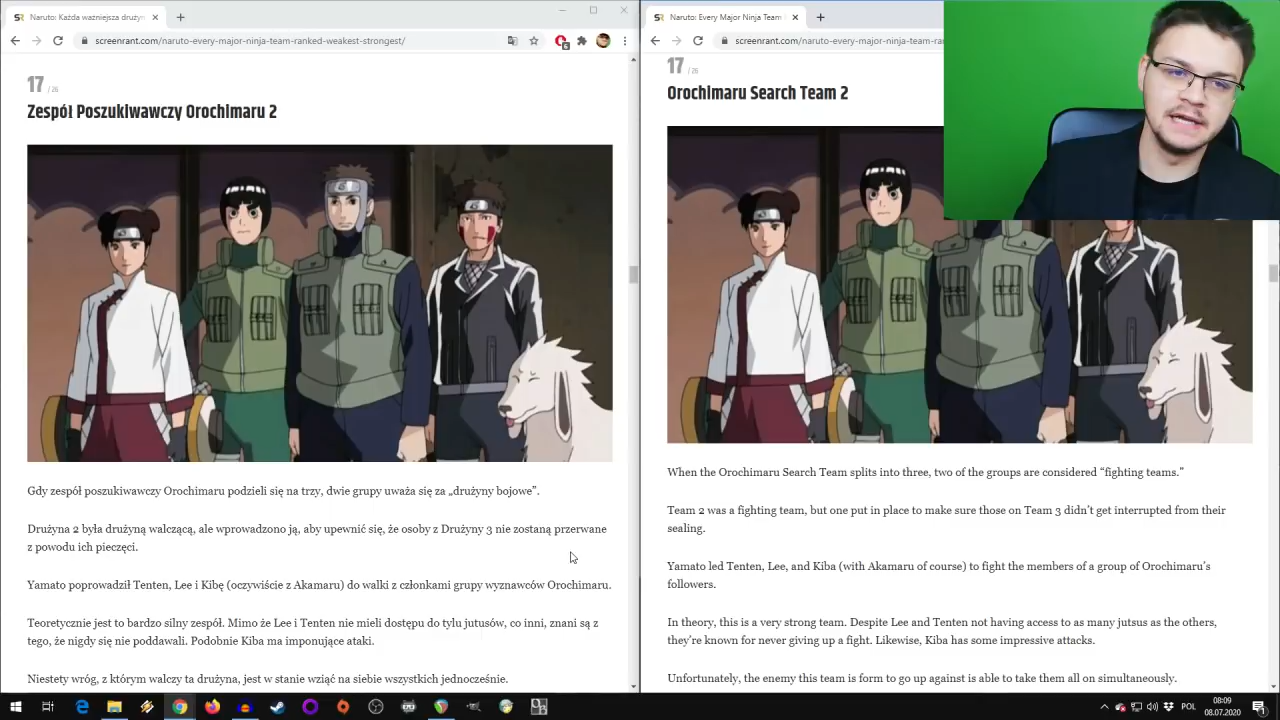 Naruto: Każda ważniejsza drużyn
screenrant.com/naruto-every-major-ninja-team-ranked-weakest-strongest/
17 / 26
Zespół Poszukiwawczy Orochimaru 2
Gdy zespół poszukiwawczy Orochimaru podzieli się na trzy, dwie grupy uważa się za „drużyny bojowe”.
Drużyna 2 była drużyną walczącą, ale wprowadzono ją, aby upewnić się, że osoby z Drużyny 3 nie zostaną przerwane
z powodu ich pieczęci.
Yamato poprowadził Tenten, Lee i Kibę (oczywiście z Akamaru) do walki z członkami grupy wyznawców Orochimaru.
Teoretycznie jest to bardzo silny zespół. Mimo że Lee i Tenten nie mieli dostępu do tylu jutusów, co inni, znani są z
tego, że nigdy się nie poddawali. Podobnie Kiba ma imponujące ataki.
Niestety wróg, z którym walczy ta drużyna, jest w stanie wziąć na siebie wszystkich jednocześnie.
Naruto: Every Major Ninja Team
screenrant.com/naruto-every-major-ninja-team-ra
17 / 26
Orochimaru Search Team 2
When the Orochimaru Search Team splits into three, two of the groups are considered “fighting teams.”
Team 2 was a fighting team, but one put in place to make sure those on Team 3 didn’t get interrupted from their
sealing.
Yamato led Tenten, Lee, and Kiba (with Akamaru of course) to fight the members of a group of Orochimaru’s
followers.
In theory, this is a very strong team. Despite Lee and Tenten not having access to as many jutsus as the others,
they’re known for never giving up a fight. Likewise, Kiba has some impressive attacks.
Unfortunately, the enemy this team is form to go up against is able to take them all on simultaneously.
POL
08:09
08.07.2020